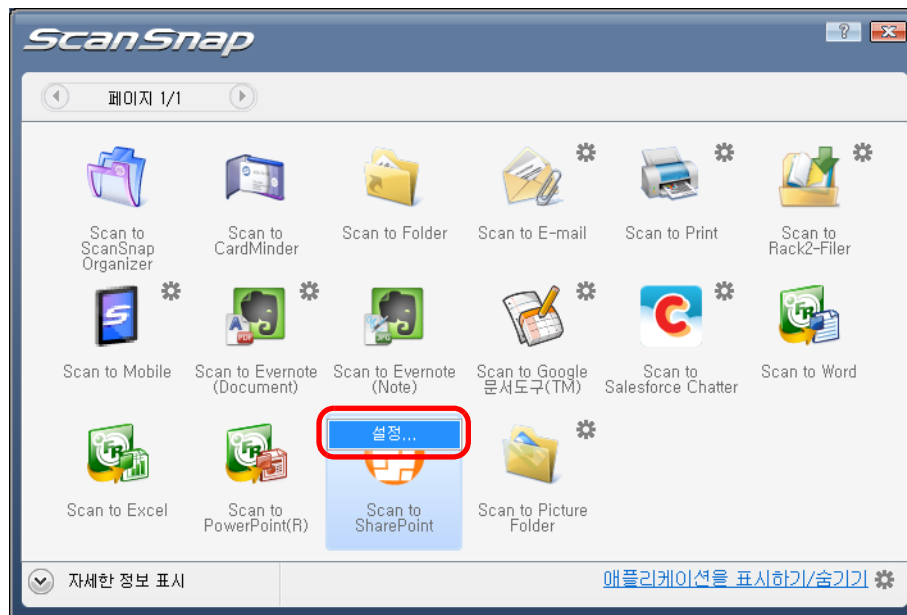 ScanSnap
페이지 1/1
Scan to
ScanSnap
Organizer
Scan to
CardMinder
Scan to Folder
Scan to E-mail
Scan to Print
Scan to
Rack2-Filer
Scan to Mobile
Scan to Evernote
(Document)
Scan to Evernote
(Note)
Scan to Google
문서도구(TM)
Scan to
Salesforce Chatter
Scan to Word
Scan to Excel
Scan to
PowerPoint(R)
설정...
Scan to
SharePoint
Scan to Picture
Folder
자세한 정보 표시
애플리케이션을 표시하기/숨기기